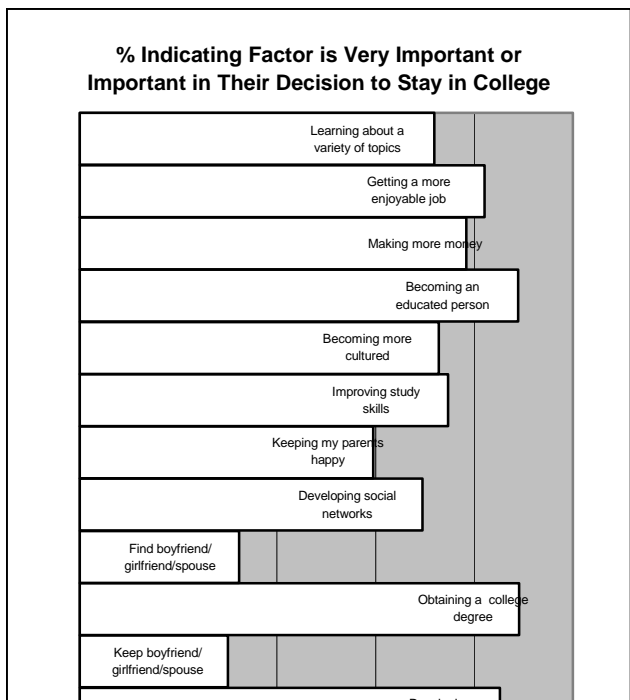 % Indicating Factor is Very Important or
Important in Their Decision to Stay in College
Learning about a
variety of topics
Getting a more
enjoyable job
Making more money
Becoming an
educated person
Becoming more
cultured
Improving study
skills
Keeping my parents
happy
Developing social
networks
Find boyfriend/
girlfriend/spouse
Obtaining a college
degree
Keep boyfriend/
girlfriend/spouse